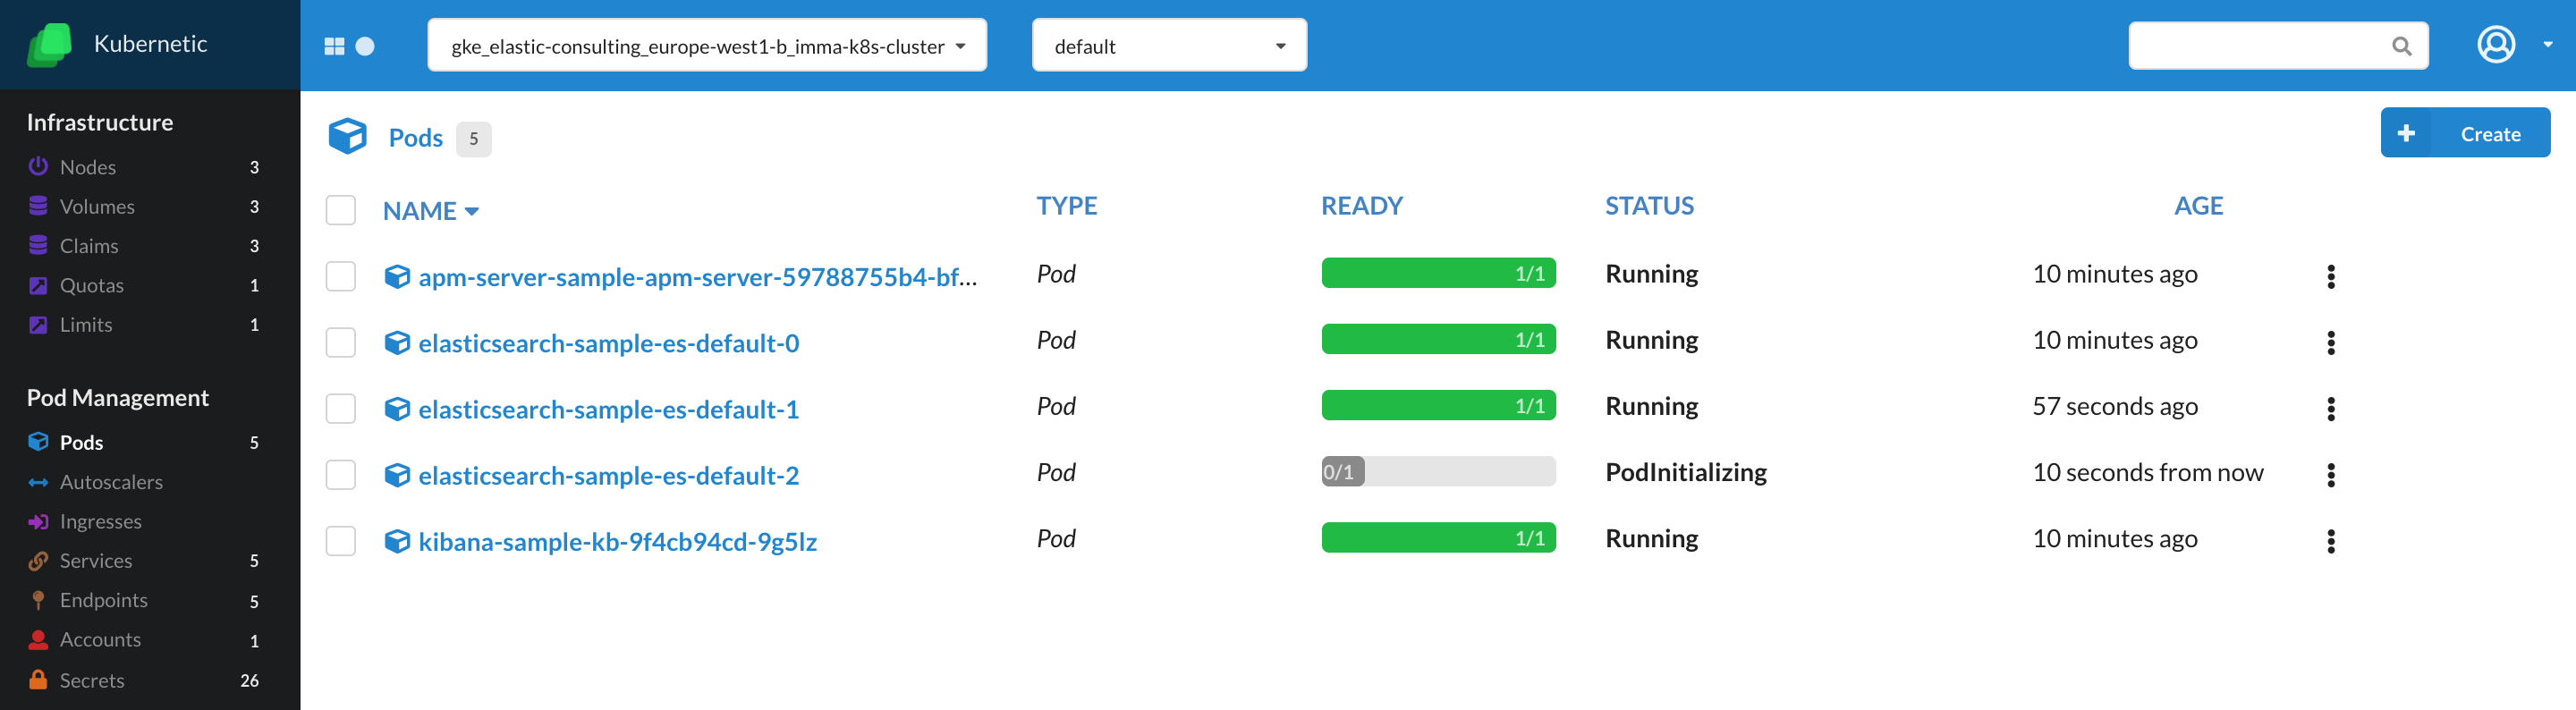 Kubernetic
gke_elastic-consulting_europe-west1-b_imma-k8s-cluster
default
Infrastructure
Nodes 3
Volumes 3
Claims 3
Quotas 1
Limits 1
Pod Management
Pods 5
Autoscalers
Ingresses
Services 5
Endpoints 5
Accounts 1
Secrets 26
Pods 5
Create
NAME TYPE READY STATUS AGE
apm-server-sample-apm-server-59788755b4-bf... Pod 1/1 Running 10 minutes ago
elasticsearch-sample-es-default-0 Pod 1/1 Running 10 minutes ago
elasticsearch-sample-es-default-1 Pod 1/1 Running 57 seconds ago
elasticsearch-sample-es-default-2 Pod 0/1 PodInitializing 10 seconds from now
kibana-sample-kb-9f4cb94cd-9g5lz Pod 1/1 Running 10 minutes ago